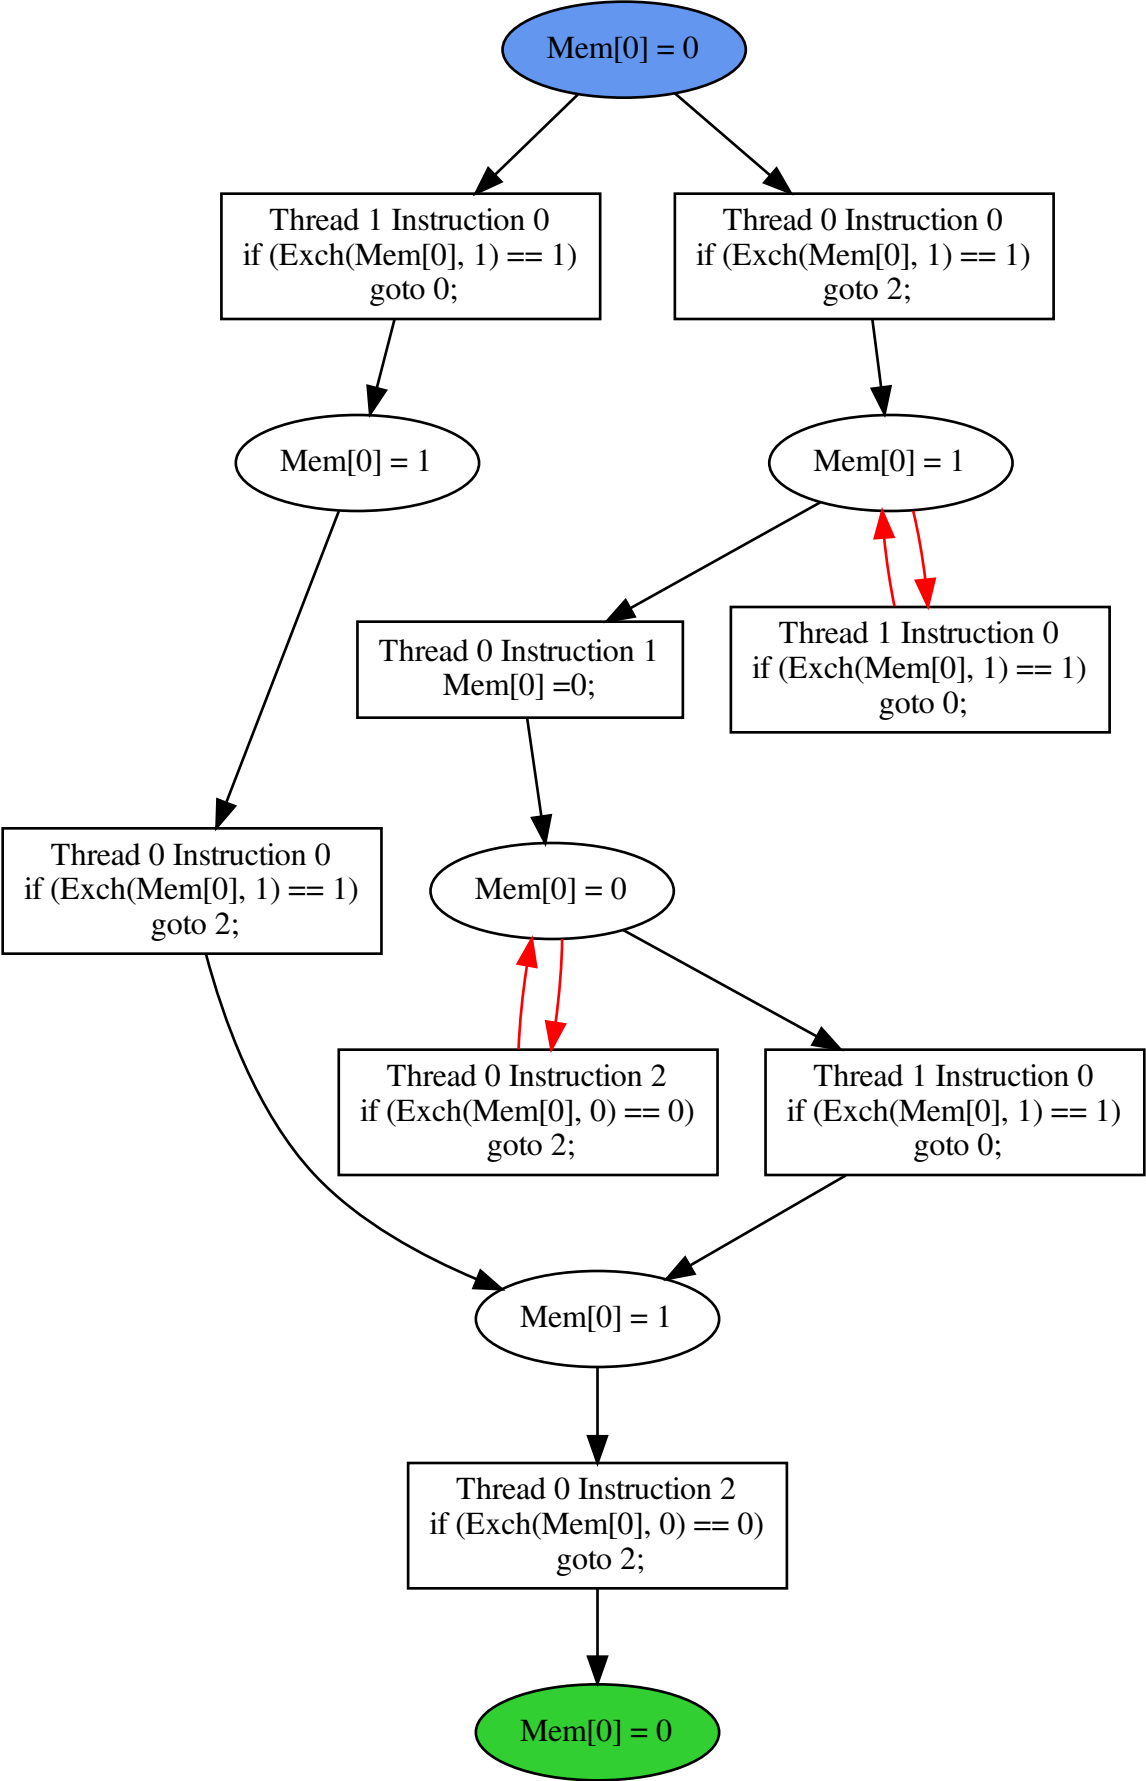 Mem[0] = 0
Thread 1 Instruction 0
if (Exch(Mem[0], 1) == 1)
goto 0;
Thread 0 Instruction 0
if (Exch(Mem[0], 1) == 1)
goto 2;
Mem[0] = 1
Mem[0] = 1
Thread 0 Instruction 1
Mem[0] =0;
Thread 1 Instruction 0
if (Exch(Mem[0], 1) == 1)
goto 0;
Thread 0 Instruction 0
if (Exch(Mem[0], 1) == 1)
goto 2;
Mem[0] = 0
Thread 0 Instruction 2
if (Exch(Mem[0], 0) == 0)
goto 2;
Thread 1 Instruction 0
if (Exch(Mem[0], 1) == 1)
goto 0;
Mem[0] = 1
Thread 0 Instruction 2
if (Exch(Mem[0], 0) == 0)
goto 2;
Mem[0] = 0